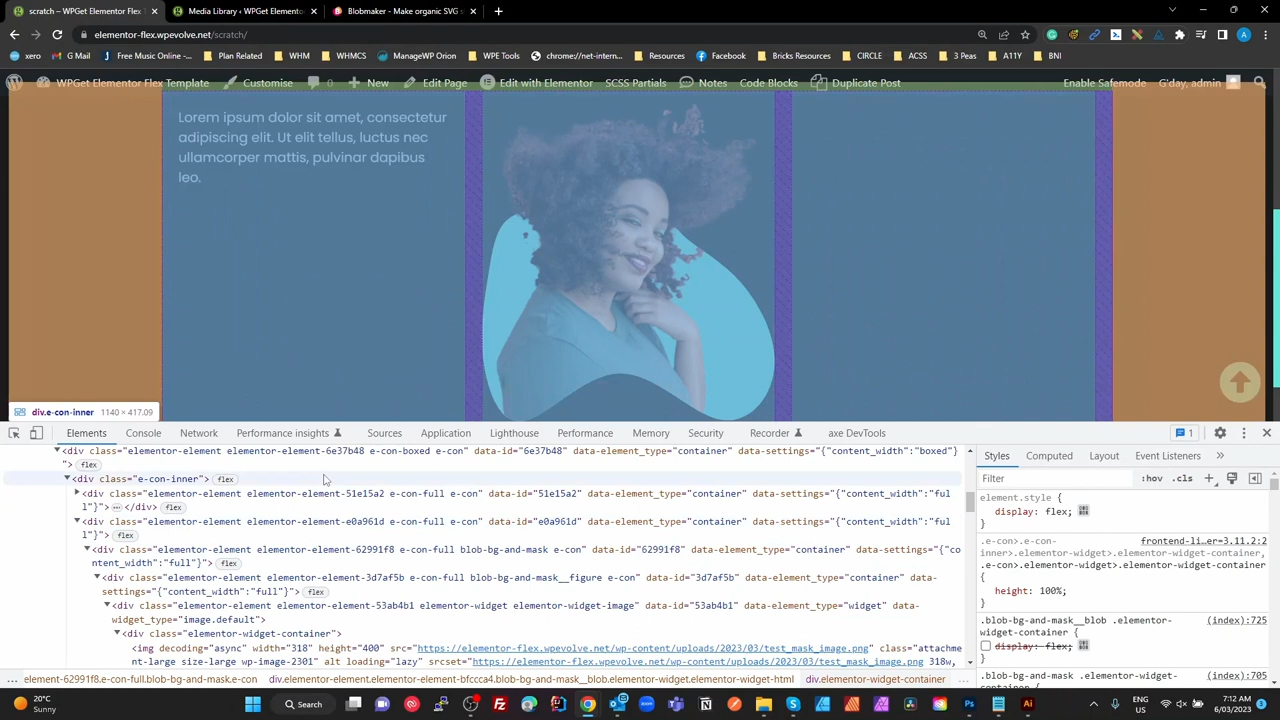 scratch – WPGet Elementor Flex T
Media Library ‹ WPGet Elementor
Blobmaker - Make organic SVG s
elementor-flex.wpevolve.net/scratch/
xero
Free Music Online
Plan Related
WHM
WHMCS
ManageWP Orion
WPE Tools
chrome://net-intern...
Facebook
Bricks Resources
CIRCLE
ACSS
3 Peas
A11Y
BNI
WPGet Elementor Flex Template
Customise
0
New
Edit Page
Edit with Elementor
SCSS Partials
Notes
Code Blocks
Duplicate Post
Enable Safemode
G'day, admin
Lorem ipsum dolor sit amet, consectetur
adipiscing elit. Ut elit tellus, luctus nec
ullamcorper mattis, pulvinar dapibus
leo.
div.e-con-inner 1140 × 417.09
Elements
Console
Network
Performance insights
Sources
Application
Lighthouse
Performance
Memory
Security
Recorder
axe DevTools
1
<div class="elementor-element elementor-element-6e37b48 e-con-boxed e-con" data-id="6e37b48" data-element_type="container" data-settings="{"content_width":"boxed"}
"> flex
<div class="e-con-inner"> flex
<div class="elementor-element elementor-element-51e15a2 e-con-full e-con" data-id="51e15a2" data-element_type="container" data-settings="{"content_width":"ful
l"}"> … </div> flex
<div class="elementor-element elementor-element-e0a961d e-con-full e-con" data-id="e0a961d" data-element_type="container" data-settings="{"content_width":"ful
l"}"> flex
<div class="elementor-element elementor-element-62991f8 e-con-full blob-bg-and-mask e-con" data-id="62991f8" data-element_type="container" data-settings="{"co
ntent_width":"full"}"> flex
<div class="elementor-element elementor-element-3d7af5b e-con-full blob-bg-and-mask__figure e-con" data-id="3d7af5b" data-element_type="container" data-
settings="{"content_width":"full"}"> flex
<div class="elementor-element elementor-element-53ab4b1 elementor-widget elementor-widget-image" data-id="53ab4b1" data-element_type="widget" data-
widget_type="image.default">
<div class="elementor-widget-container">
<img decoding="async" width="318" height="400" src="https://elementor-flex.wpevolve.net/wp-content/uploads/2023/03/test_mask_image.png" class="attachme
nt-large size-large wp-image-2301" alt loading="lazy" srcset="https://elementor-flex.wpevolve.net/wp-content/uploads/2023/03/test_mask_image.png 318w,
... element-62991f8.e-con-full.blob-bg-and-mask.e-con
div.elementor-element.elementor-element-bfccca4.blob-bg-and-mask__blob.elementor-widget.elementor-widget-html
div.elementor-widget-container ...
Styles
Computed
Layout
Event Listeners
Filter
:hov .cls
element.style {
display: flex;
}
.e-con>.e-con- frontend-li…er=3.11.2:2
inner>.elementor-widget>.elementor-widget-container,
.e-con>.elementor-widget>.elementor-widget-container
{
height: 100%;
}
.blob-bg-and-mask__blob .elementor- (index):725
widget-container {
display: flex;
}
.blob-bg-and-mask .elementor-widget- (index):705
20°C
Sunny
Search
ENG
US
7:12 AM
6/03/2023